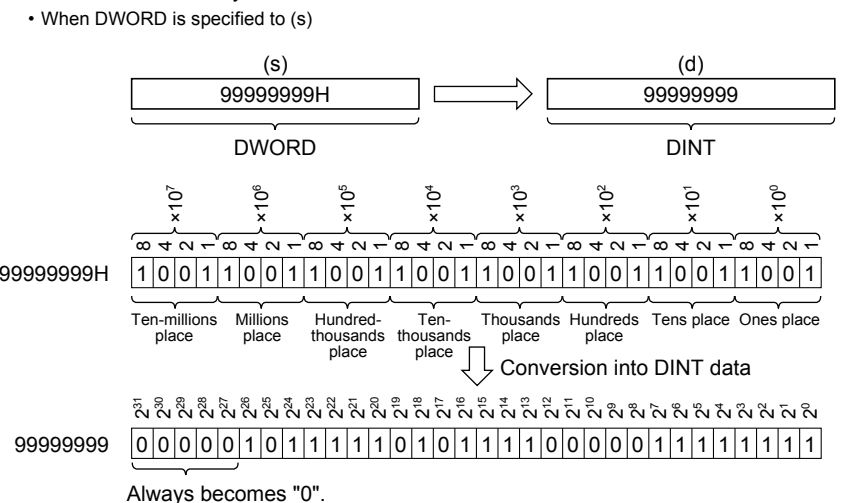 • When DWORD is specified to (s)
(s) (d)
99999999H 99999999
DWORD DINT
×10⁷ ×10⁶ ×10⁵ ×10⁴ ×10³ ×10² ×10¹ ×10⁰
8 4 2 1 8 4 2 1 8 4 2 1 8 4 2 1 8 4 2 1 8 4 2 1 8 4 2 1 8 4 2 1
99999999H 1 0 0 1 1 0 0 1 1 0 0 1 1 0 0 1 1 0 0 1 1 0 0 1 1 0 0 1 1 0 0 1
Ten-millions place Millions place Hundred-thousands place Ten-thousands place Thousands place Hundreds place Tens place Ones place
Conversion into DINT data
2³¹ 2³⁰ 2²⁹ 2²⁸ 2²⁷ 2²⁶ 2²⁵ 2²⁴ 2²³ 2²² 2²¹ 2²⁰ 2¹⁹ 2¹⁸ 2¹⁷ 2¹⁶ 2¹⁵ 2¹⁴ 2¹³ 2¹² 2¹¹ 2¹⁰ 2⁹ 2⁸ 2⁷ 2⁶ 2⁵ 2⁴ 2³ 2² 2¹ 2⁰
99999999 0 0 0 0 0 1 0 1 1 1 1 1 0 1 0 1 1 1 1 0 0 0 0 0 1 1 1 1 1 1 1 1
Always becomes "0".